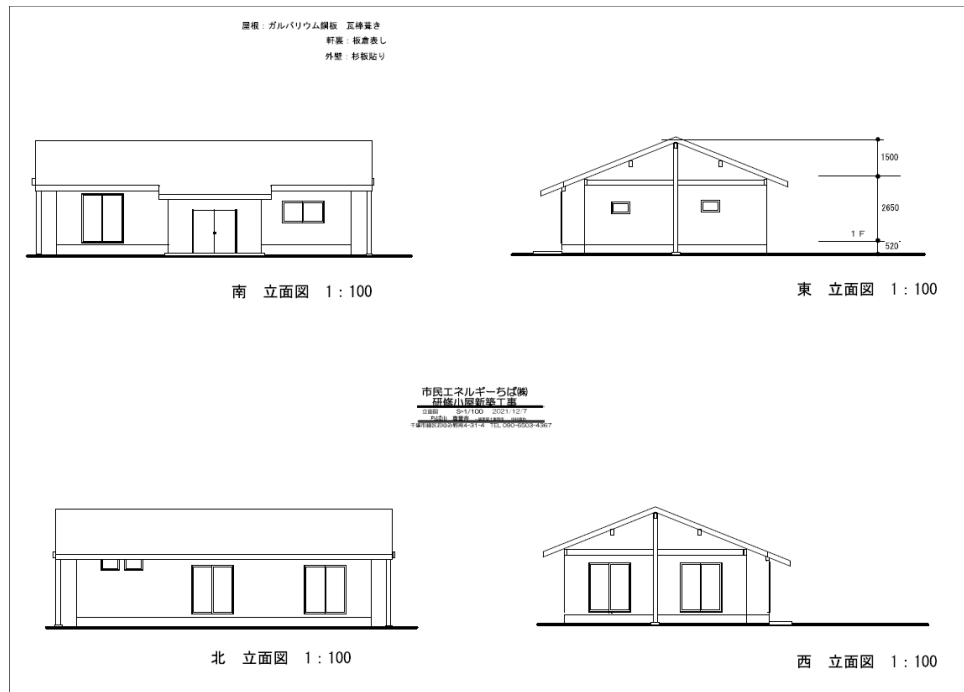 屋根：ガルバリウム鋼板　瓦棒葺き
軒裏：板倉表し
外壁：杉板貼り
1500
2650
1F
520
南　立面図　1：100
東　立面図　1：100
市民エネルギーちば㈱
研修小屋新築工事
立面図　S=1/100　2021/12/7
TEL 090-6503-4367
北　立面図　1：100
西　立面図　1：100